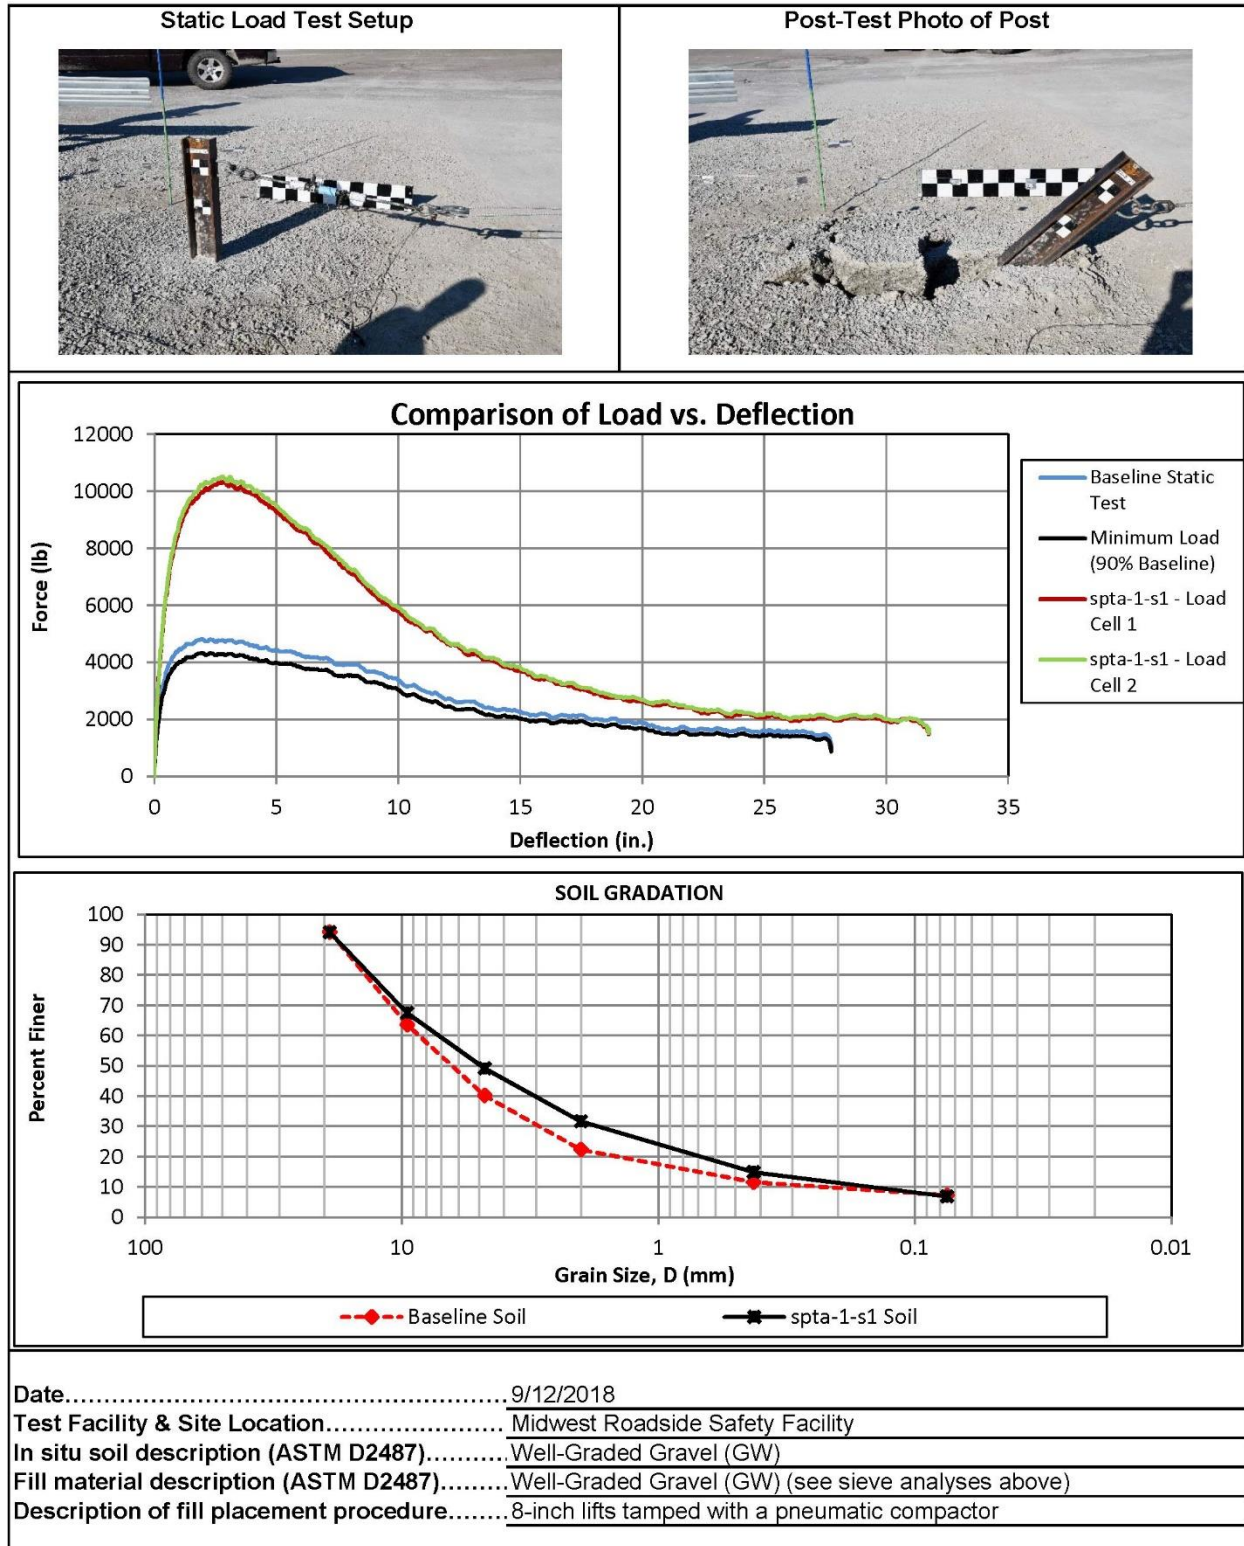 Static Load Test Setup
Post-Test Photo of Post
Comparison of Load vs. Deflection
12000
10000
8000
6000
4000
2000
0
Force (lb)
0 5 10 15 20 25 30 35
Deflection (in.)
Baseline Static
Test
Minimum Load
(90% Baseline)
spta-1-s1 - Load
Cell 1
spta-1-s1 - Load
Cell 2
SOIL GRADATION
100
90
80
70
60
50
40
30
20
10
0
Percent Finer
100 10 1 0.1 0.01
Grain Size, D (mm)
Baseline Soil
spta-1-s1 Soil
Date.................................................... 9/12/2018
Test Facility & Site Location..................... Midwest Roadside Safety Facility
In situ soil description (ASTM D2487).......... Well-Graded Gravel (GW)
Fill material description (ASTM D2487)........ Well-Graded Gravel (GW) (see sieve analyses above)
Description of fill placement procedure....... 8-inch lifts tamped with a pneumatic compactor